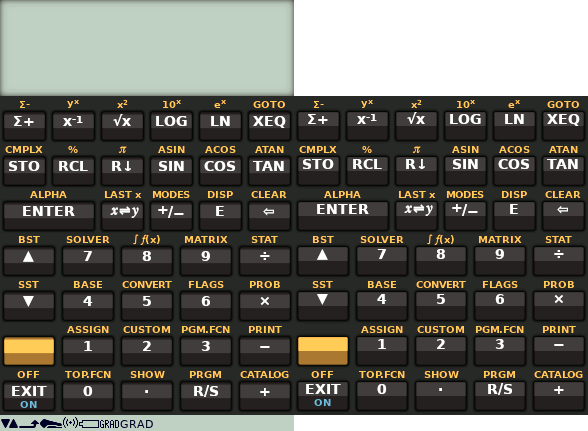 Σ- yˣ x² 10ˣ eˣ GOTO Σ- yˣ x² 10ˣ eˣ GOTO
Σ+ x⁻¹ √x LOG LN XEQ Σ+ x⁻¹ √x LOG LN XEQ
CMPLX % π ASIN ACOS ATAN CMPLX % π ASIN ACOS ATAN
STO RCL R↓ SIN COS TAN STO RCL R↓ SIN COS TAN
ALPHA LAST x MODES DISP CLEAR ALPHA LAST x MODES DISP CLEAR
ENTER x⇌y +/− E ⇦ ENTER x⇌y +/− E ⇦
BST SOLVER ∫f(x) MATRIX STAT BST SOLVER ∫f(x) MATRIX STAT
▲ 7 8 9 ÷ ▲ 7 8 9 ÷
SST BASE CONVERT FLAGS PROB SST BASE CONVERT FLAGS PROB
▼ 4 5 6 × ▼ 4 5 6 ×
ASSIGN CUSTOM PGM.FCN PRINT ASSIGN CUSTOM PGM.FCN PRINT
1 2 3 − 1 2 3 −
OFF TOP.FCN SHOW PRGM CATALOG OFF TOP.FCN SHOW PRGM CATALOG
EXIT 0 · R/S + EXIT 0 · R/S +
ON ON
▼▲ GRAD GRAD